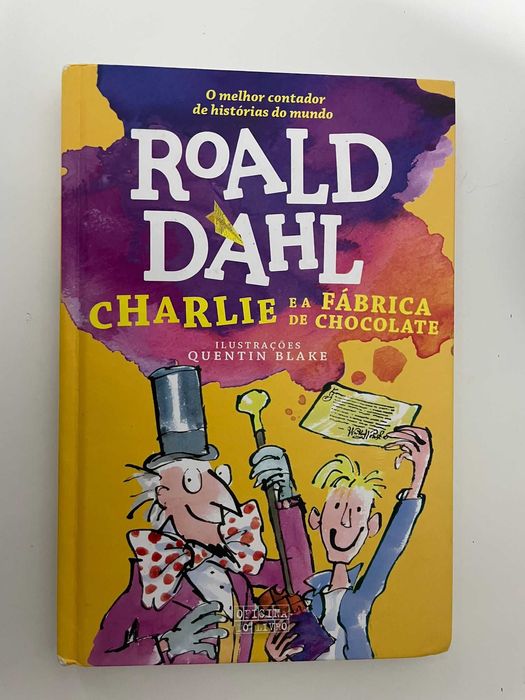 O melhor contador
de histórias do mundo
ROALD
DAHL
CHARLIE E A FÁBRICA
DE CHOCOLATE
ILUSTRAÇÕES
QUENTIN BLAKE
OFICINA
DO LIVRO